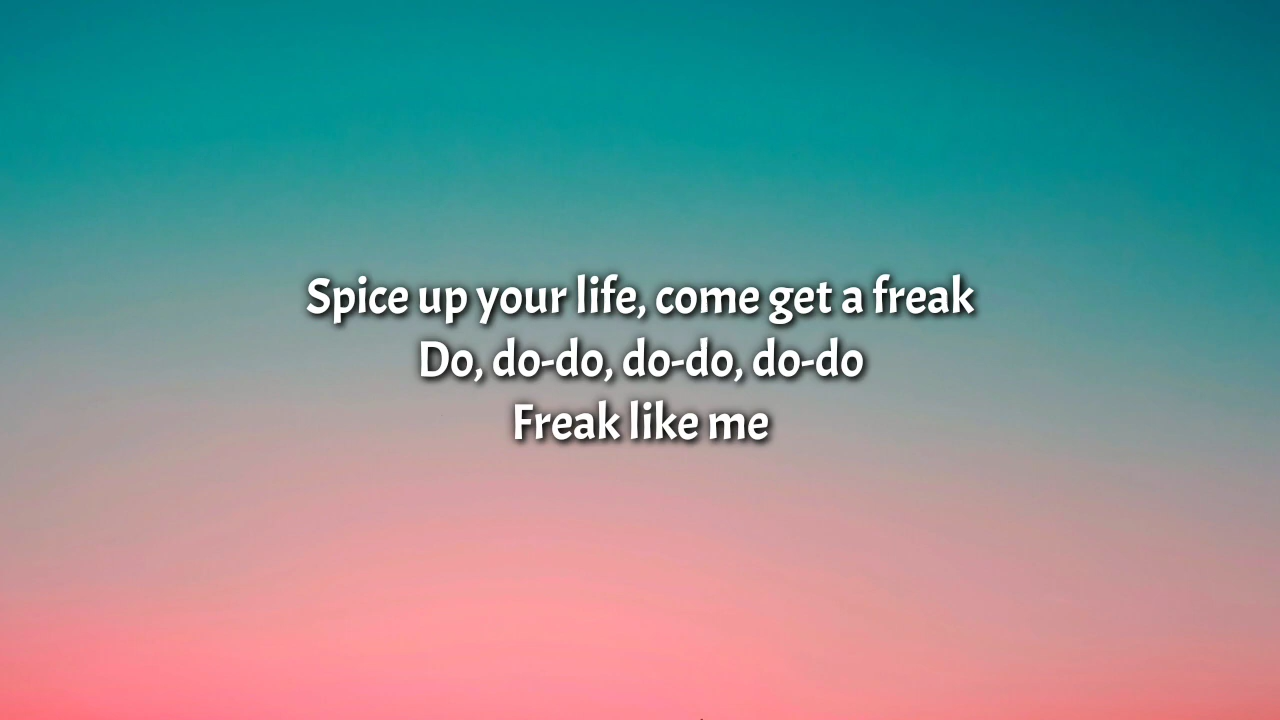 Spice up your life, come get a freak
Do, do-do, do-do, do-do
Freak like me